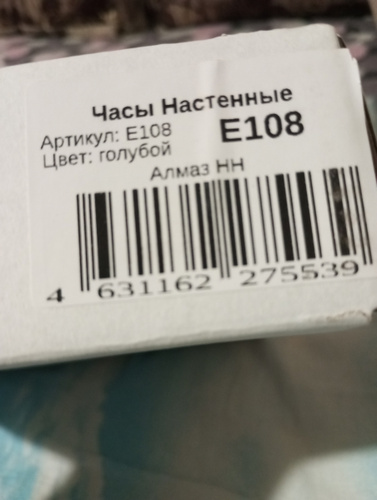 Часы Настенные
Артикул: E108
E108
Цвет: голубой
Алмаз НН
4 631162 275539